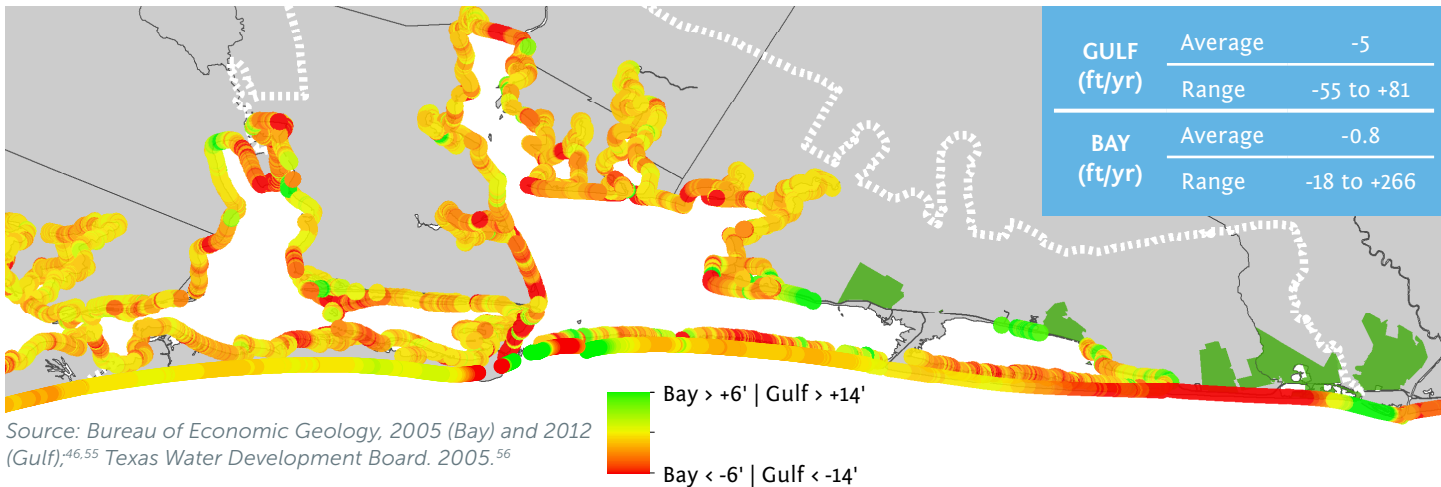 GULF
(ft/yr)
Average -5
Range -55 to +81
BAY
(ft/yr)
Average -0.8
Range -18 to +266
Bay > +6' | Gulf > +14'
Bay < -6' | Gulf < -14'
Source: Bureau of Economic Geology, 2005 (Bay) and 2012
(Gulf);46,55 Texas Water Development Board. 2005.56